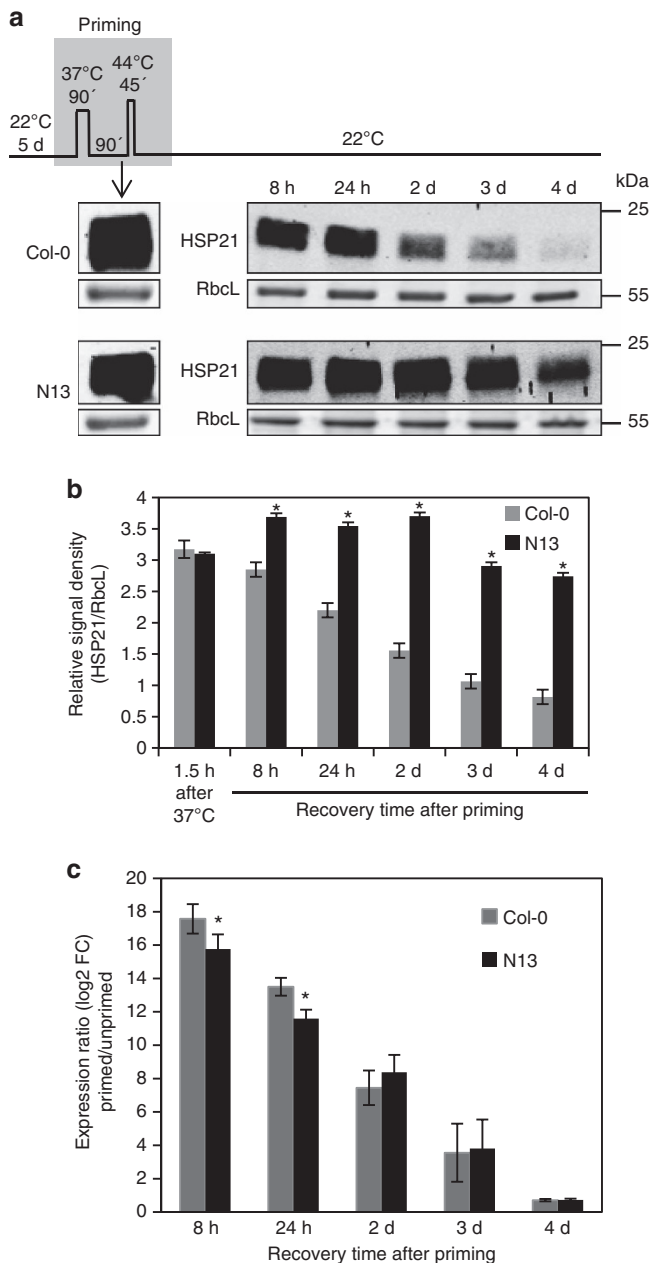 a
Priming
37°C
90´
44°C
45´
22°C
5 d
90´
22°C
8 h 24 h 2 d 3 d 4 d kDa
25
Col-0 HSP21
RbcL 55
25
N13 HSP21
RbcL 55
b
4
3.5
3
2.5
2
1.5
1
0.5
0
Relative signal density
(HSP21/RbcL)
* * * * *
Col-0
N13
1.5 h
after
37°C
8 h 24 h 2 d 3 d 4 d
Recovery time after priming
c
20
18
16
14
12
10
8
6
4
2
0
Expression ratio (log2 FC)
primed/unprimed
* *
Col-0
N13
8 h 24 h 2 d 3 d 4 d
Recovery time after priming